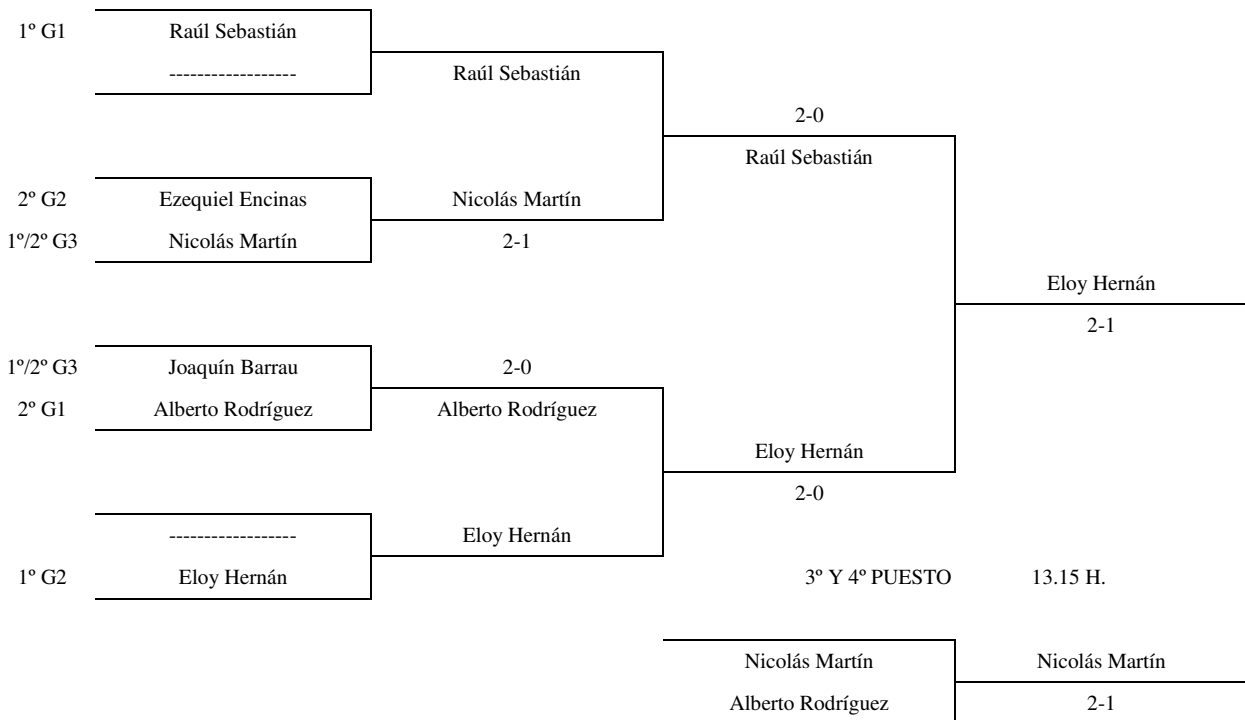 1º G1 Raúl Sebastián
------------------ Raúl Sebastián
2-0
Raúl Sebastián
2º G2 Ezequiel Encinas Nicolás Martín
1º/2º G3 Nicolás Martín 2-1
Eloy Hernán
2-1
1º/2º G3 Joaquín Barrau 2-0
2º G1 Alberto Rodríguez Alberto Rodríguez
Eloy Hernán
2-0
------------------ Eloy Hernán
1º G2 Eloy Hernán 3º Y 4º PUESTO 13.15 H.
Nicolás Martín Nicolás Martín
Alberto Rodríguez 2-1